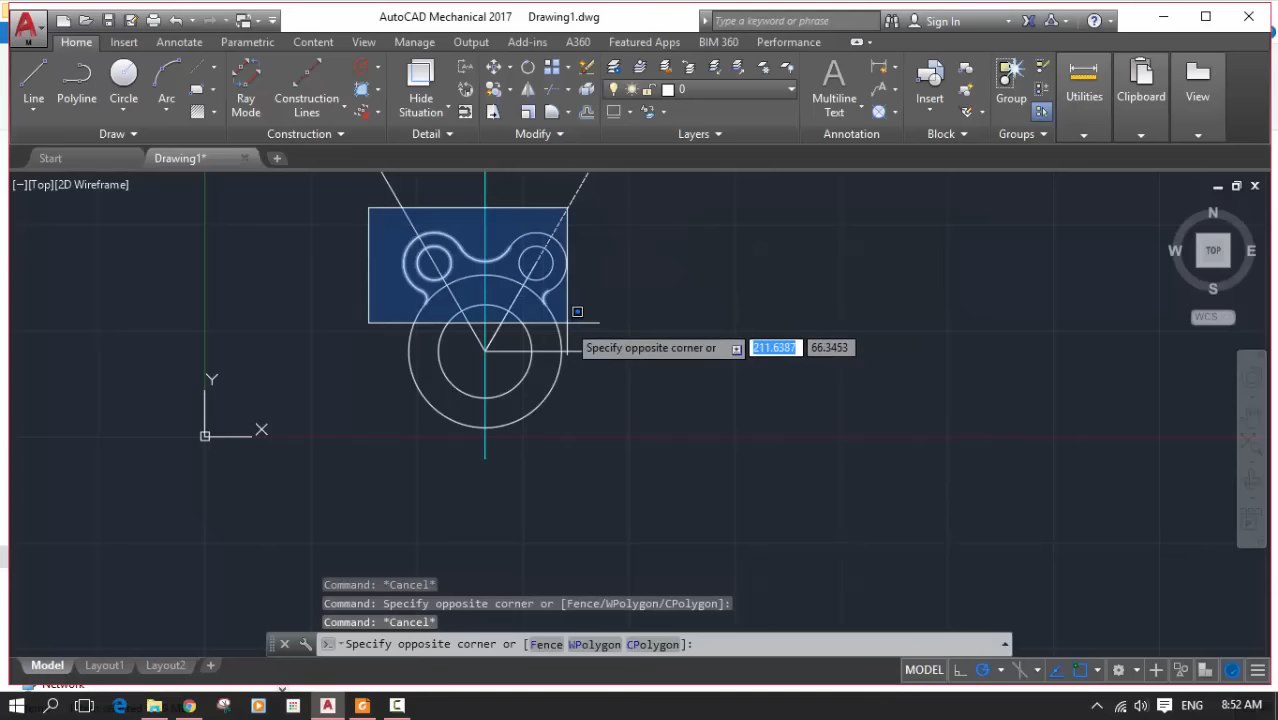 AutoCAD Mechanical 2017 Drawing1.dwg
Type a keyword or phrase
Sign In
M
Home Insert Annotate Parametric Content View Manage Output Add-ins A360 Featured Apps BIM 360 Performance
Line Polyline Circle Arc
Ray Mode
Construction Lines
Hide Situation
0
Multiline Text
Insert
Group
Utilities
Clipboard
View
Draw Construction Detail Modify Layers Annotation Block Groups
Start Drawing1*
[−][Top][2D Wireframe]
N
W TOP E
S
WCS
Specify opposite corner or 211.6387 66.3453
Y
X
Command: *Cancel*
Command: Specify opposite corner or [Fence/WPolygon/CPolygon]:
Command: *Cancel*
Specify opposite corner or [Fence WPolygon CPolygon]:
Model Layout1 Layout2
MODEL
Network
ENG 8:52 AM